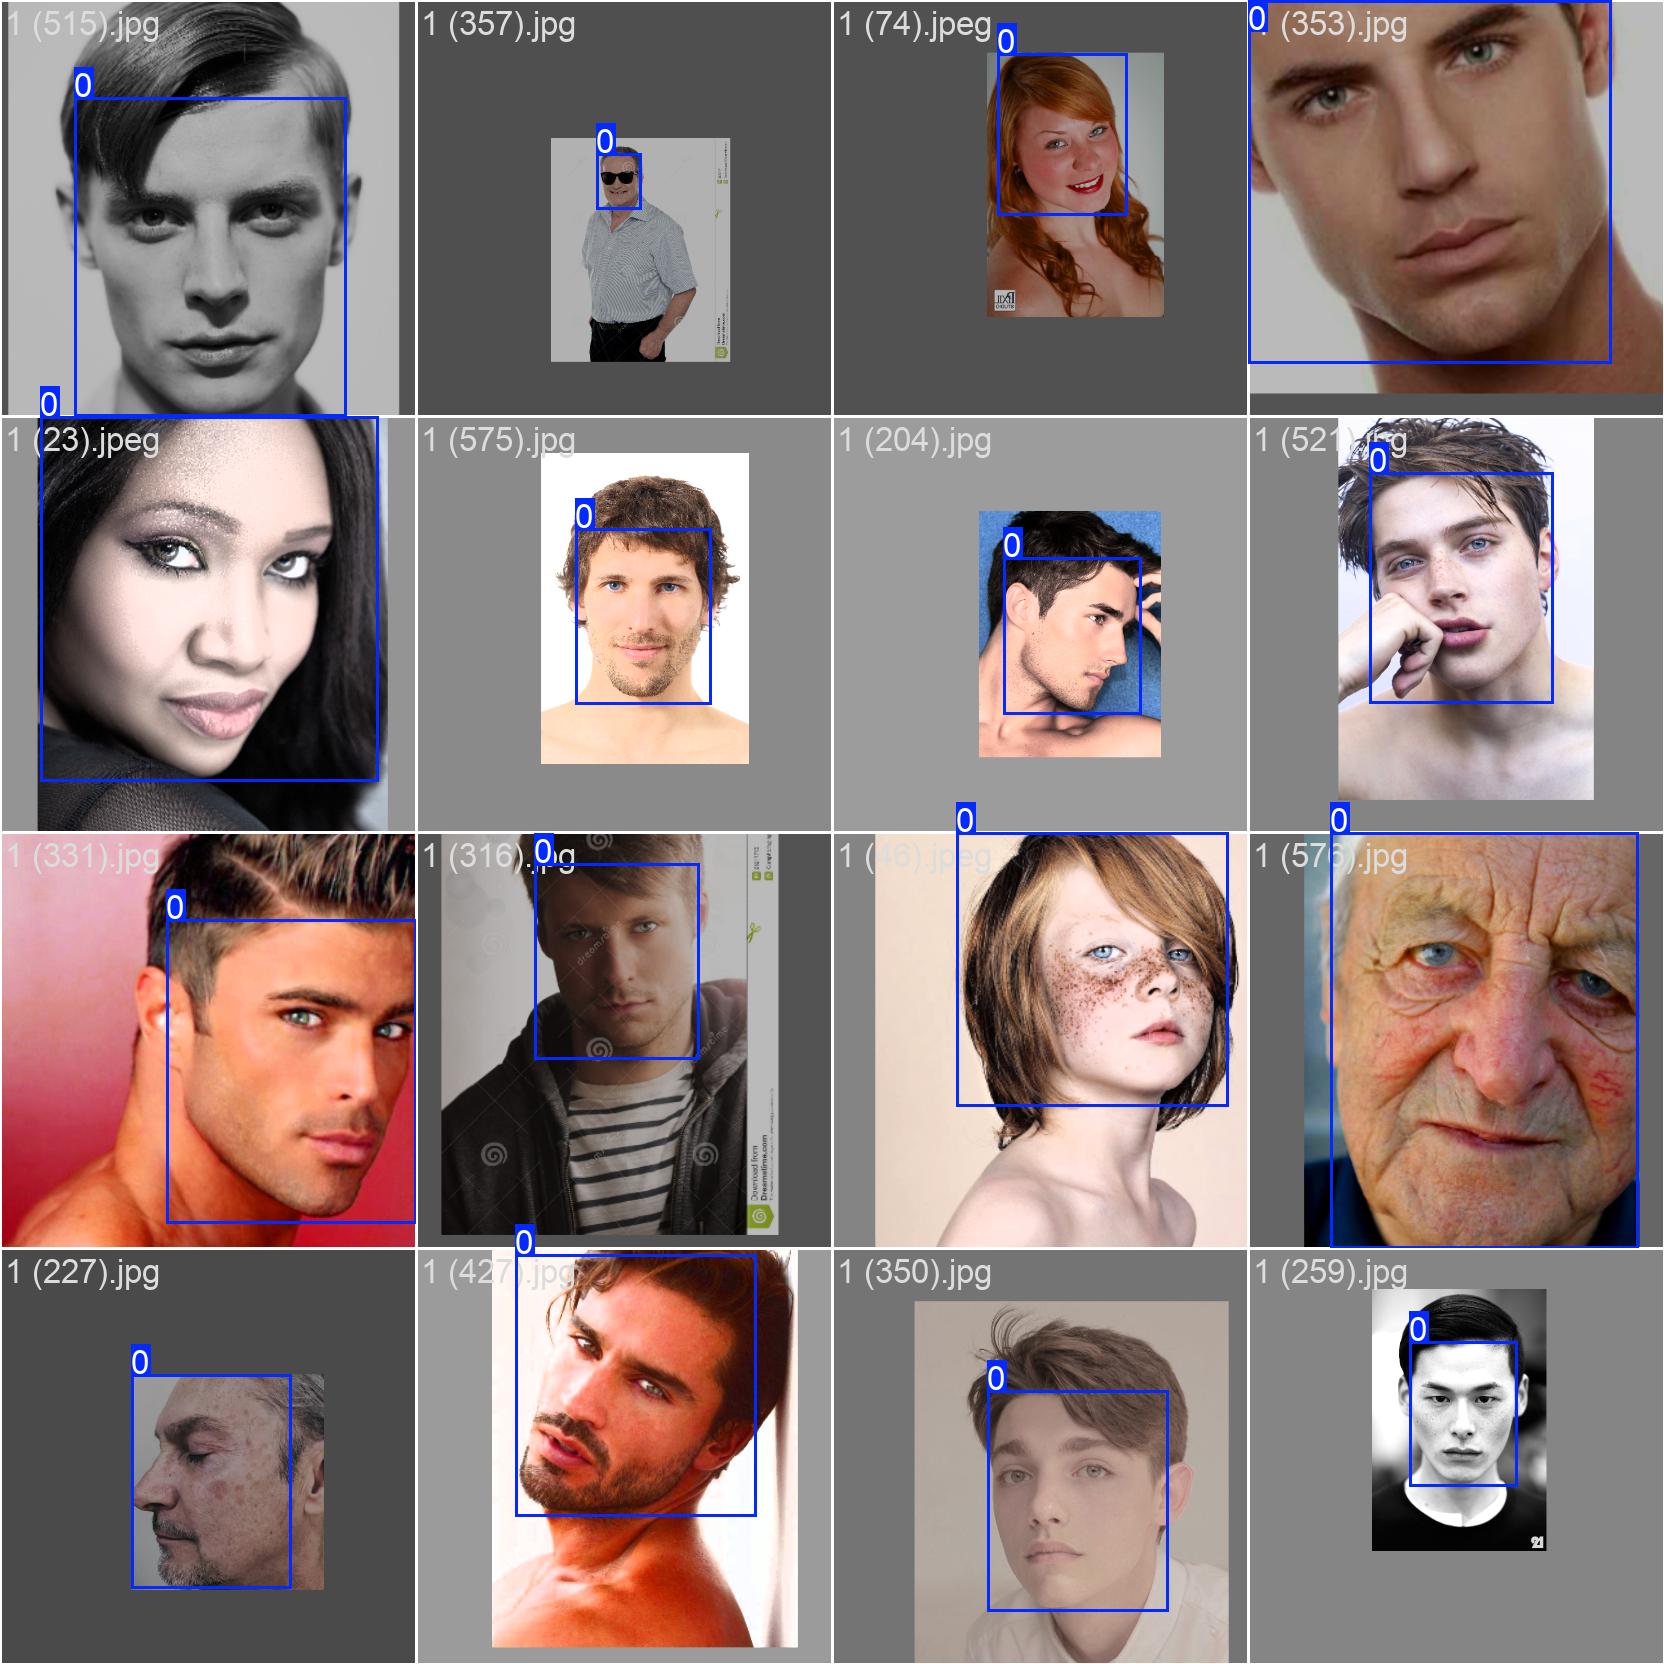 1 (515).jpg
0
1 (357).jpg
0
1 (74).jpeg
0
1 (353).jpg
0
1 (23).jpeg
0
1 (575).jpg
0
1 (204).jpg
0
1 (521).jpg
0
1 (331).jpg
0
1 (316).jpg
0
dreamstime
Download from
Dreamstime.com
1 (46).jpeg
0
1 (576).jpg
0
1 (227).jpg
0
1 (427).jpg
0
1 (350).jpg
0
1 (259).jpg
0